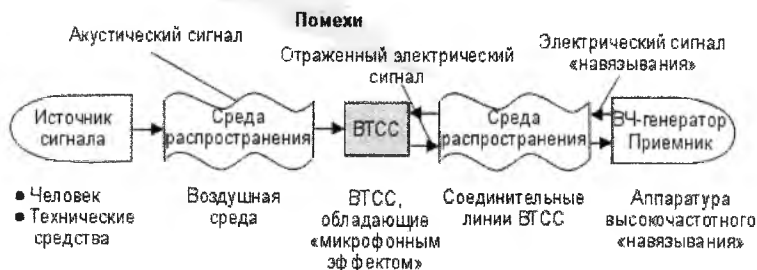 Помехи
Акустический сигнал
Отраженный электрический
сигнал
Электрический сигнал
«навязывания»
Источник
сигнала
Среда
распространения
ВТСС
Среда
распространения
ВЧ-генератор
Приемник
• Человек
• Технические
средства
Воздушная
среда
ВТСС,
обладающие
«микрофонным
эффектом»
Соединительные
линии ВТСС
Аппаратура
высокочастотного
«навязывания»